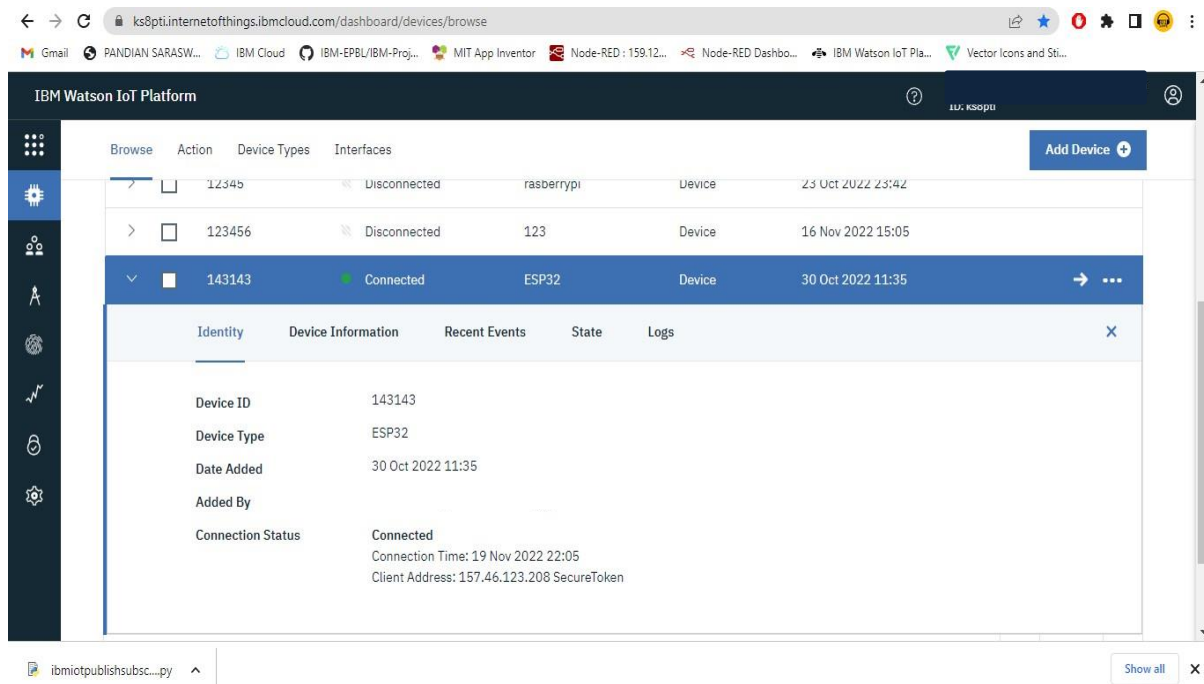 ks8pti.internetofthings.ibmcloud.com/dashboard/devices/browse
Gmail PANDIAN SARASW... IBM Cloud IBM-EPBL/IBM-Proj... MIT App Inventor Node-RED : 159.12... Node-RED Dashbo... IBM Watson IoT Pla... Vector Icons and Sti...
IBM Watson IoT Platform
ID: ks8pti
Browse Action Device Types Interfaces Add Device
12345 Disconnected rasberrypi Device 23 Oct 2022 23:42
123456 Disconnected 123 Device 16 Nov 2022 15:05
143143 Connected ESP32 Device 30 Oct 2022 11:35
Identity Device Information Recent Events State Logs
Device ID 143143
Device Type ESP32
Date Added 30 Oct 2022 11:35
Added By
Connection Status Connected
Connection Time: 19 Nov 2022 22:05
Client Address: 157.46.123.208 SecureToken
ibmiotpublishsubsc....py Show all